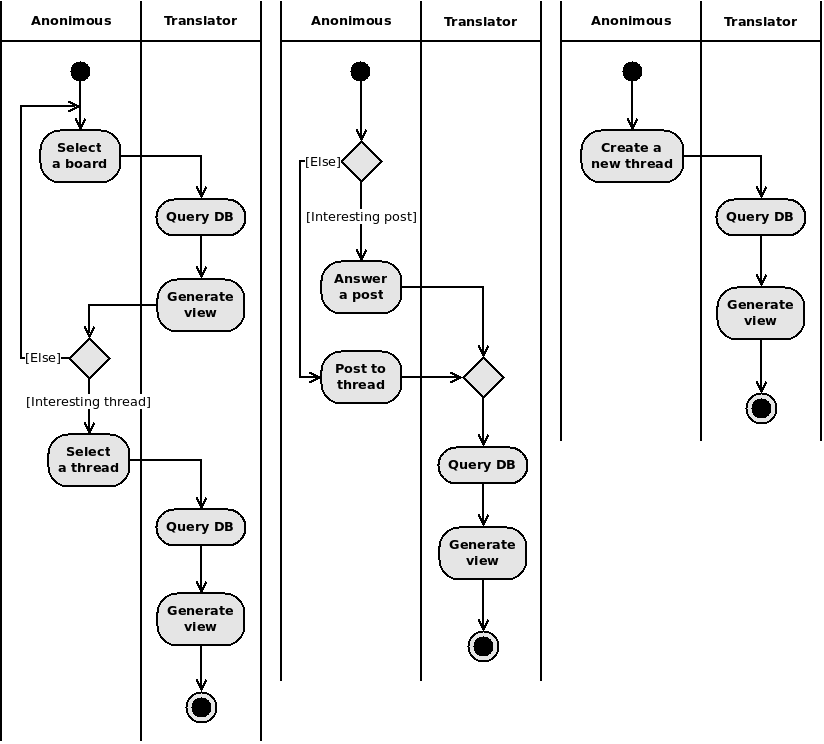 Anonimous
Translator
Select
a board
Query DB
Generate
view
[Else]
[Interesting thread]
Select
a thread
Query DB
Generate
view
Anonimous
Translator
[Else]
[Interesting post]
Answer
a post
Post to
thread
Query DB
Generate
view
Anonimous
Translator
Create a
new thread
Query DB
Generate
view